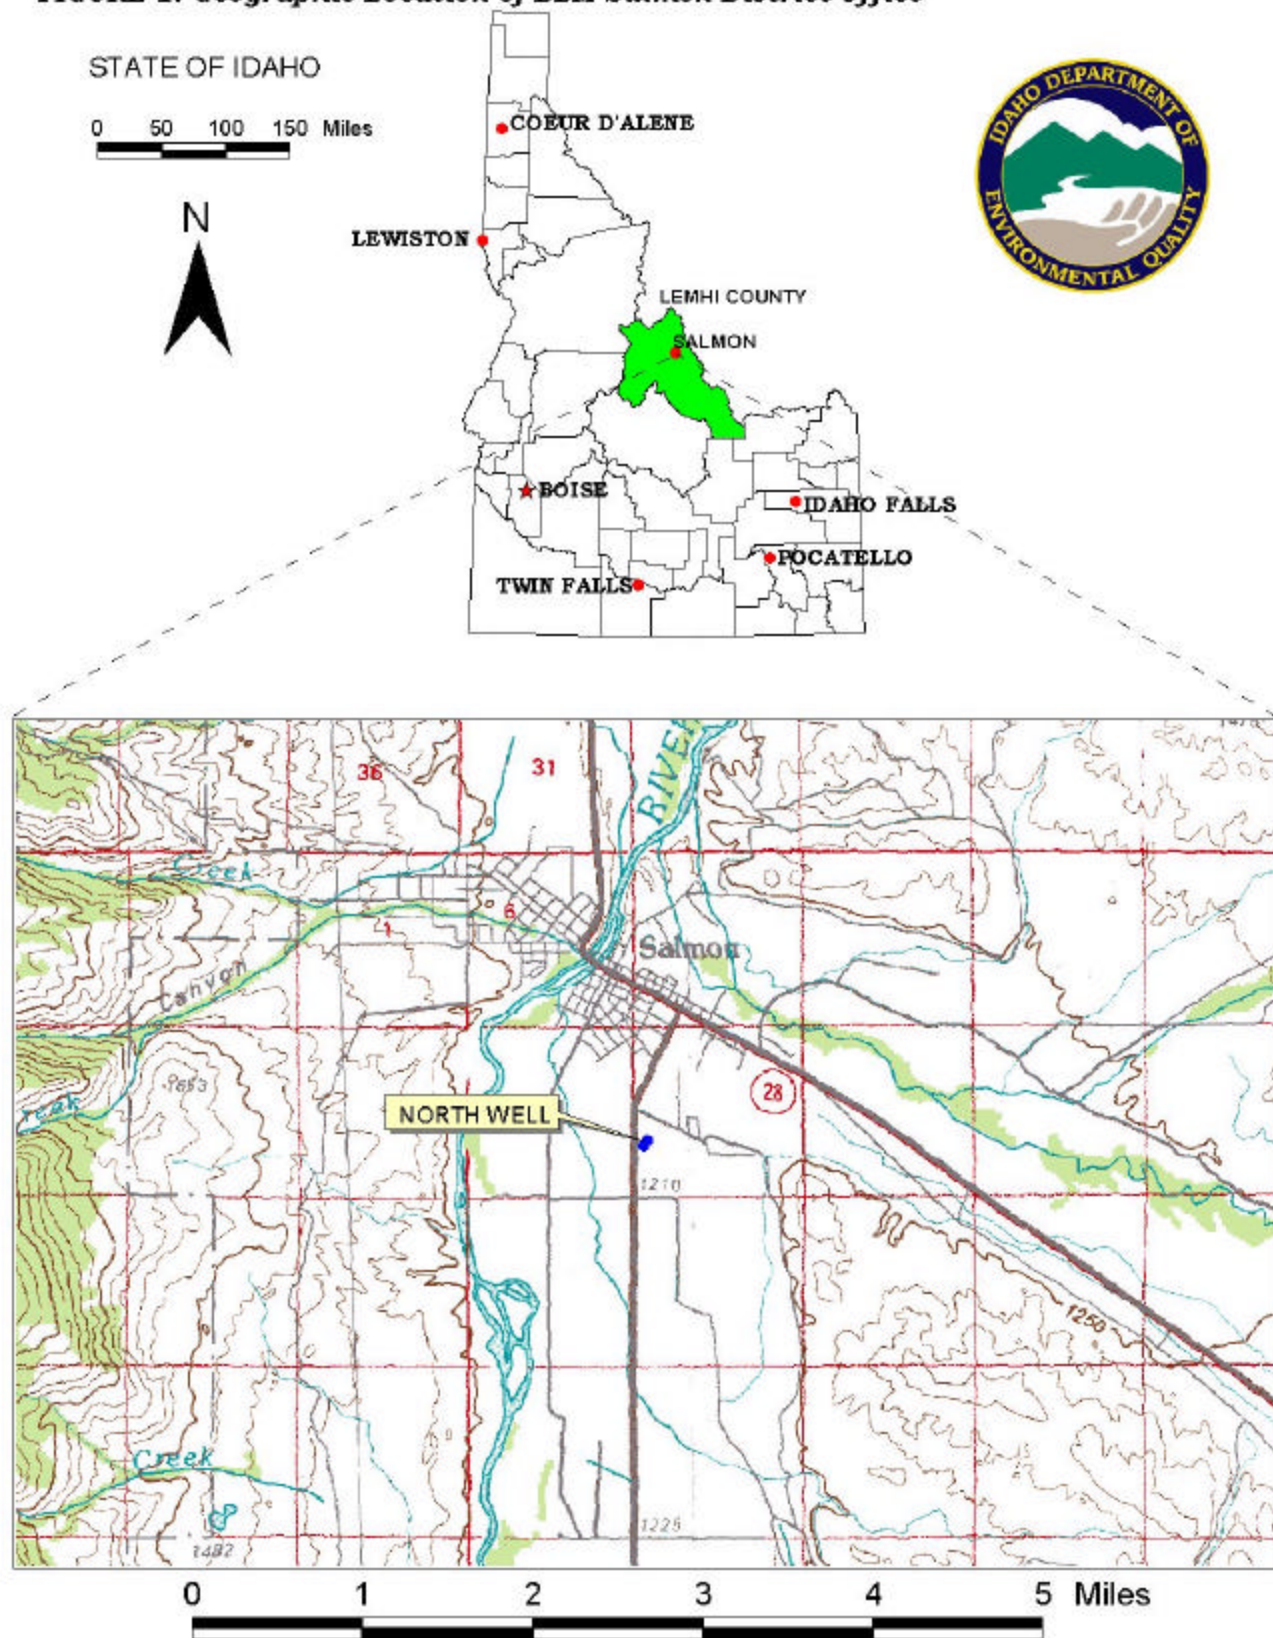 STATE OF IDAHO
0 50 100 150 Miles
N
COEUR D'ALENE
LEWISTON
LEMHI COUNTY
SALMON
BOISE
IDAHO FALLS
POCATELLO
TWIN FALLS
IDAHO DEPARTMENT OF
ENVIRONMENTAL QUALITY
36
31
RIVER
Creek
6
1
Salmon
Canyon
28
NORTH WELL
1210
1250
Creek
1225
1482
0 1 2 3 4 5 Miles